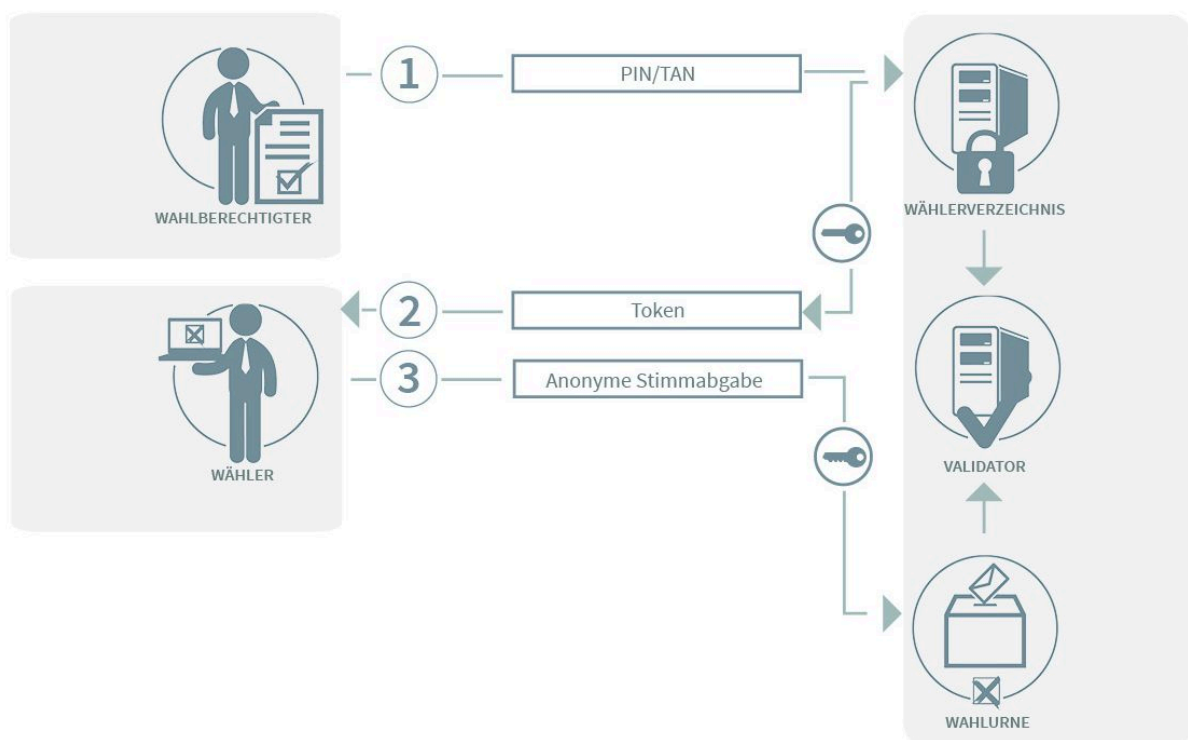 1
PIN/TAN
WAHLBERECHTIGTER
WÄHLERVERZEICHNIS
2
Token
3
Anonyme Stimmabgabe
WÄHLER
VALIDATOR
WAHLURNE